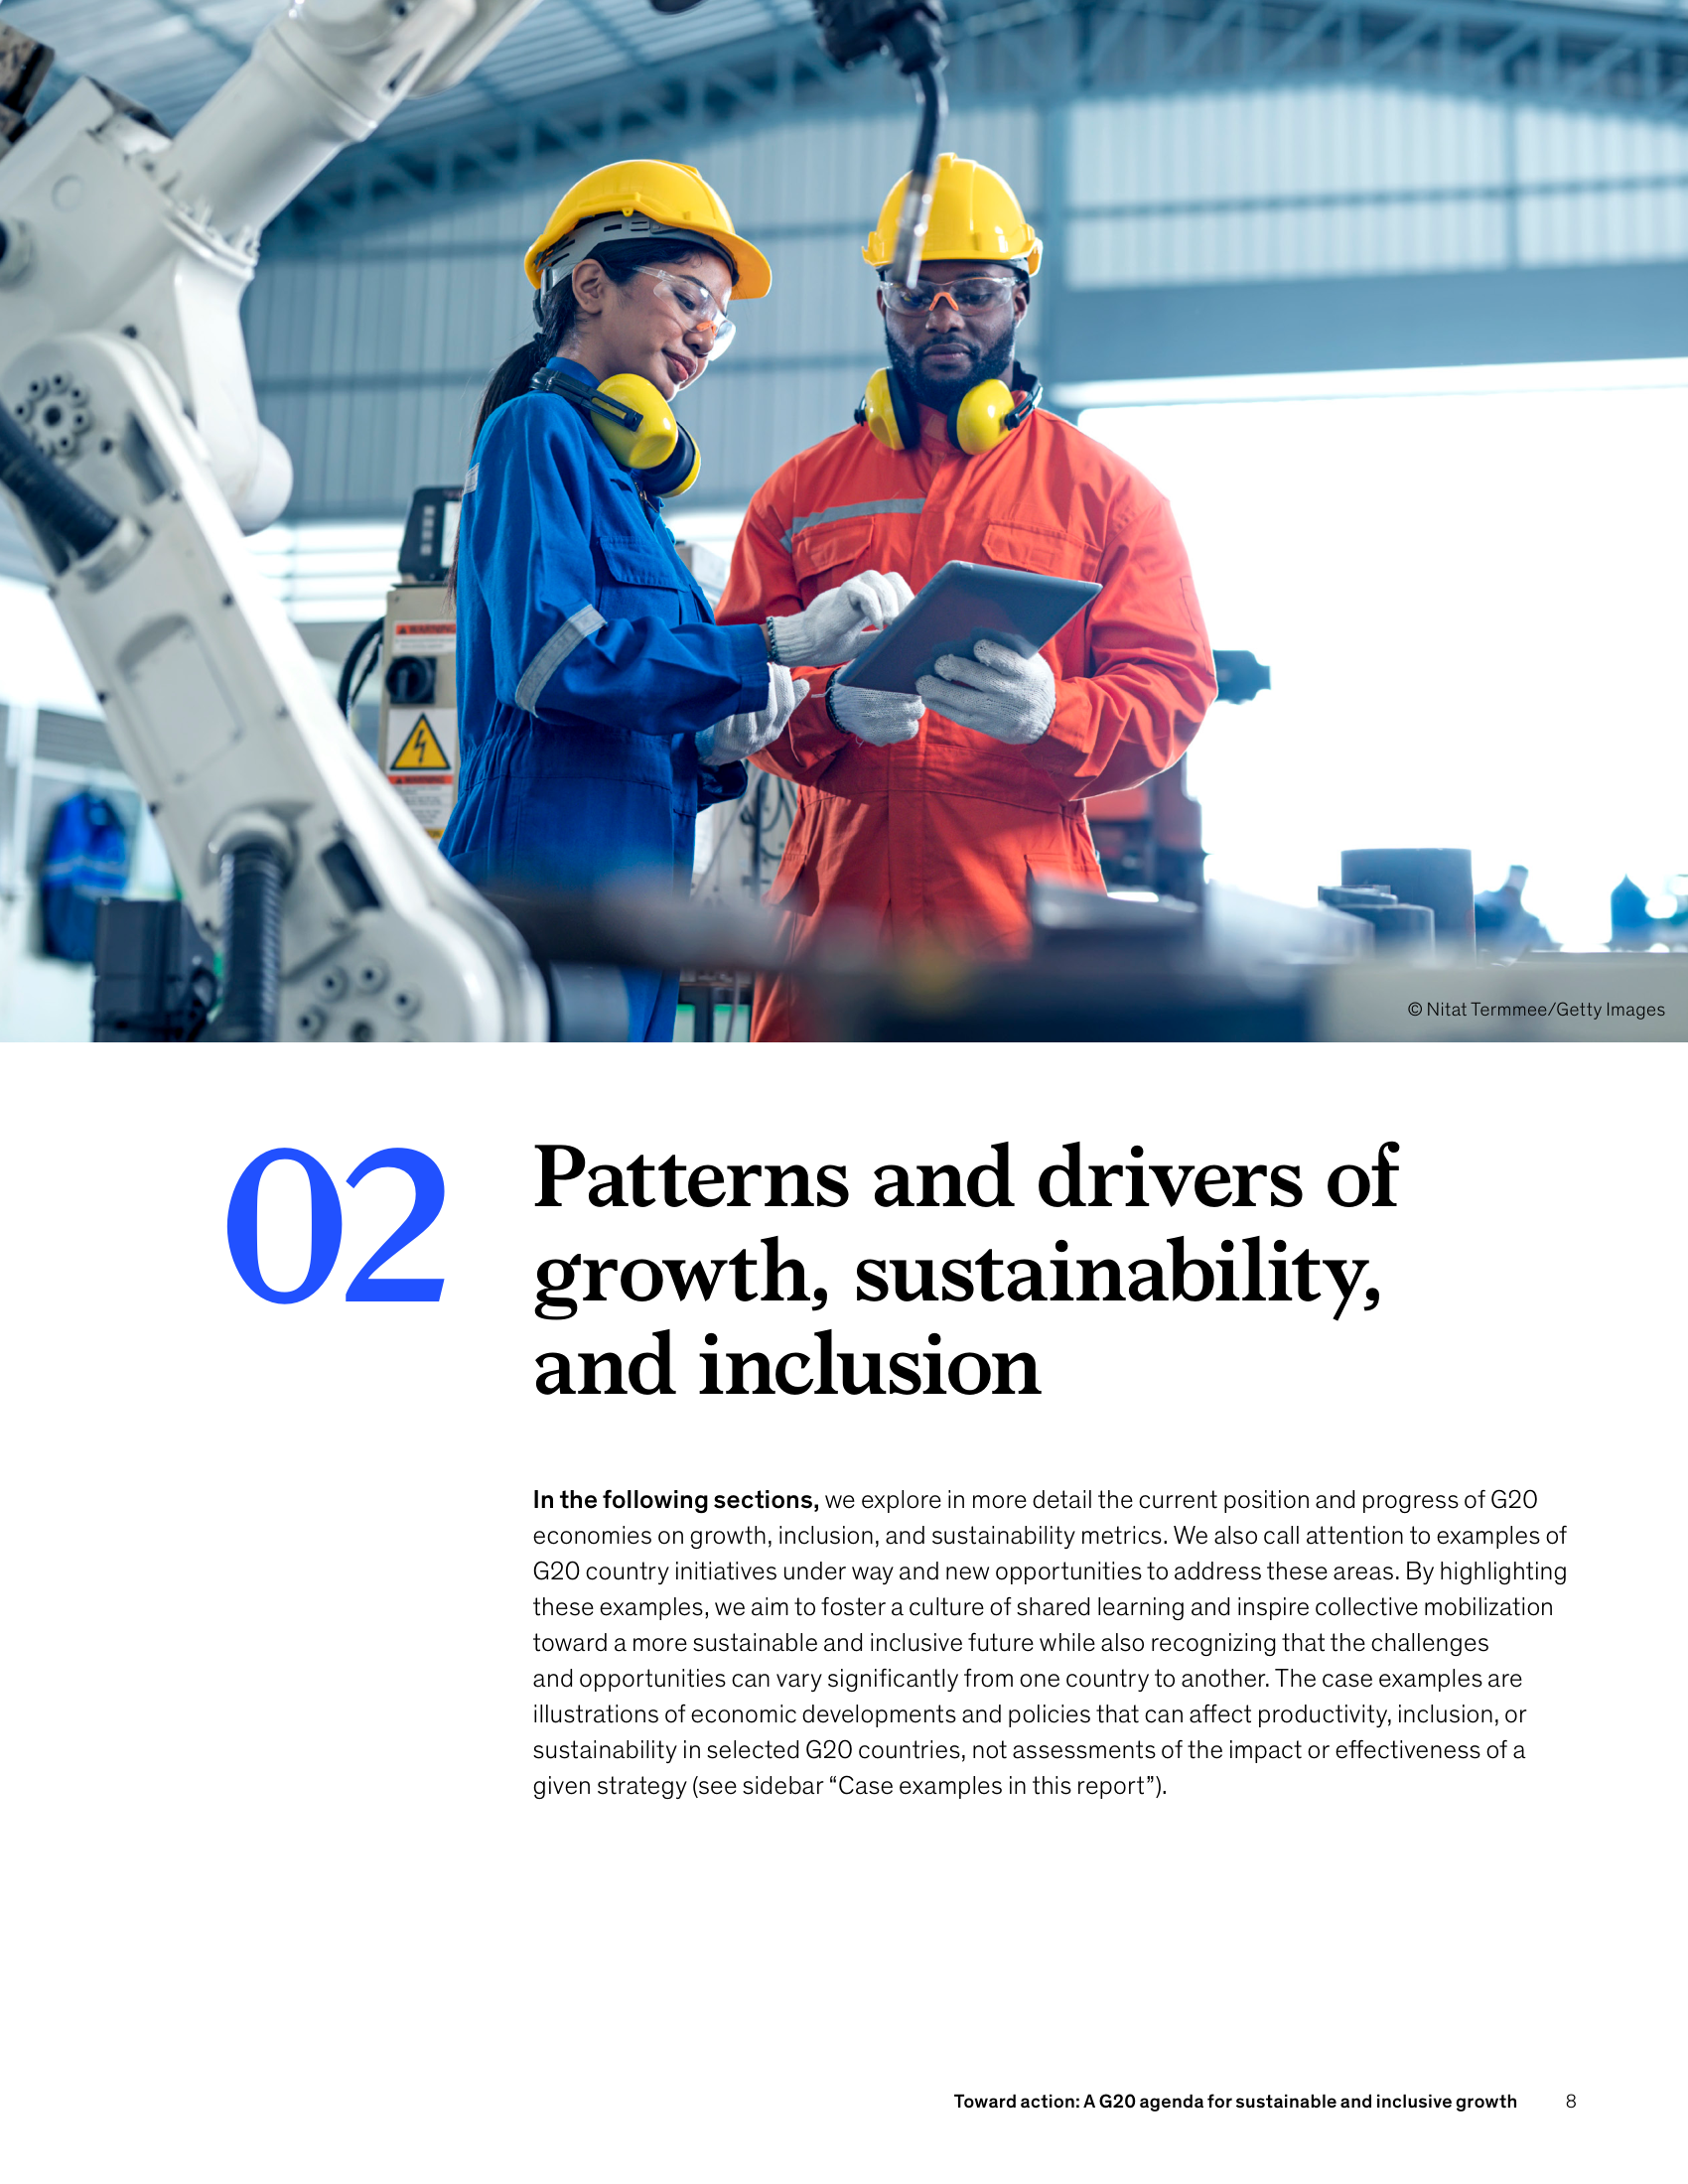 WARNING
© Nitat Termmee/Getty Images
02
Patterns and drivers of
growth, sustainability,
and inclusion
In the following sections, we explore in more detail the current position and progress of G20
economies on growth, inclusion, and sustainability metrics. We also call attention to examples of
G20 country initiatives under way and new opportunities to address these areas. By highlighting
these examples, we aim to foster a culture of shared learning and inspire collective mobilization
toward a more sustainable and inclusive future while also recognizing that the challenges
and opportunities can vary significantly from one country to another. The case examples are
illustrations of economic developments and policies that can affect productivity, inclusion, or
sustainability in selected G20 countries, not assessments of the impact or effectiveness of a
given strategy (see sidebar “Case examples in this report”).
Toward action: A G20 agenda for sustainable and inclusive growth 8